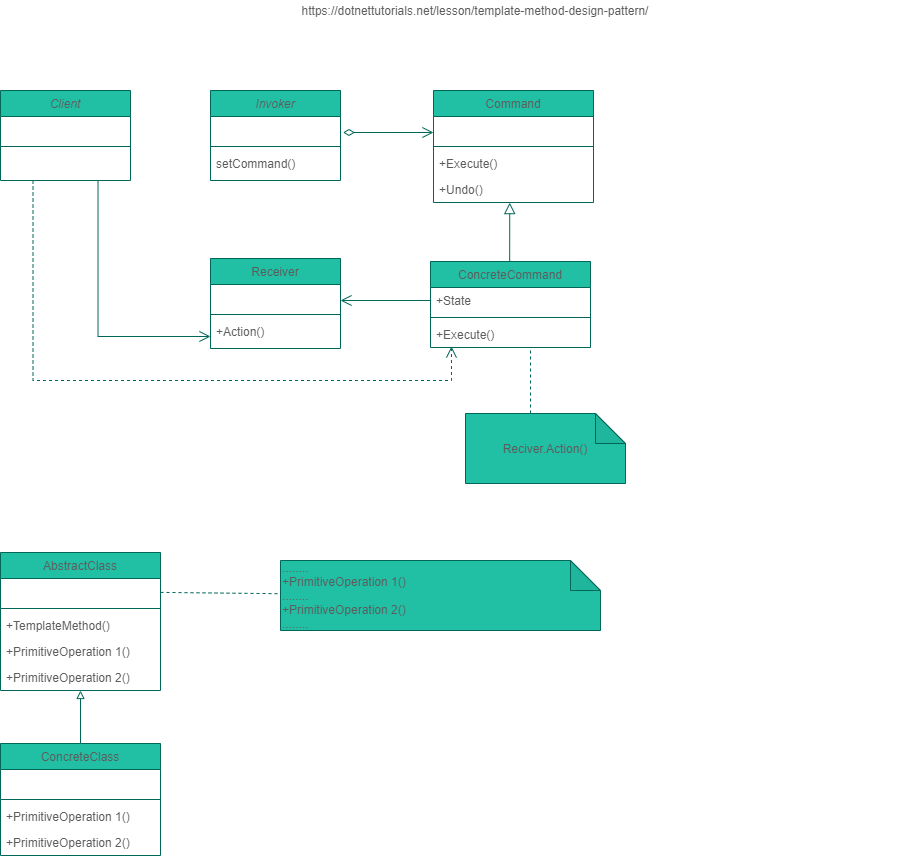 https://dotnettutorials.net/lesson/template-method-design-pattern/
Client
Invoker
setCommand()
Command
+Execute()
+Undo()
Receiver
+Action()
ConcreteCommand
+State
+Execute()
Reciver.Action()
AbstractClass
+TemplateMethod()
+PrimitiveOperation 1()
+PrimitiveOperation 2()
........
+PrimitiveOperation 1()
........
+PrimitiveOperation 2()
........
ConcreteClass
+PrimitiveOperation 1()
+PrimitiveOperation 2()